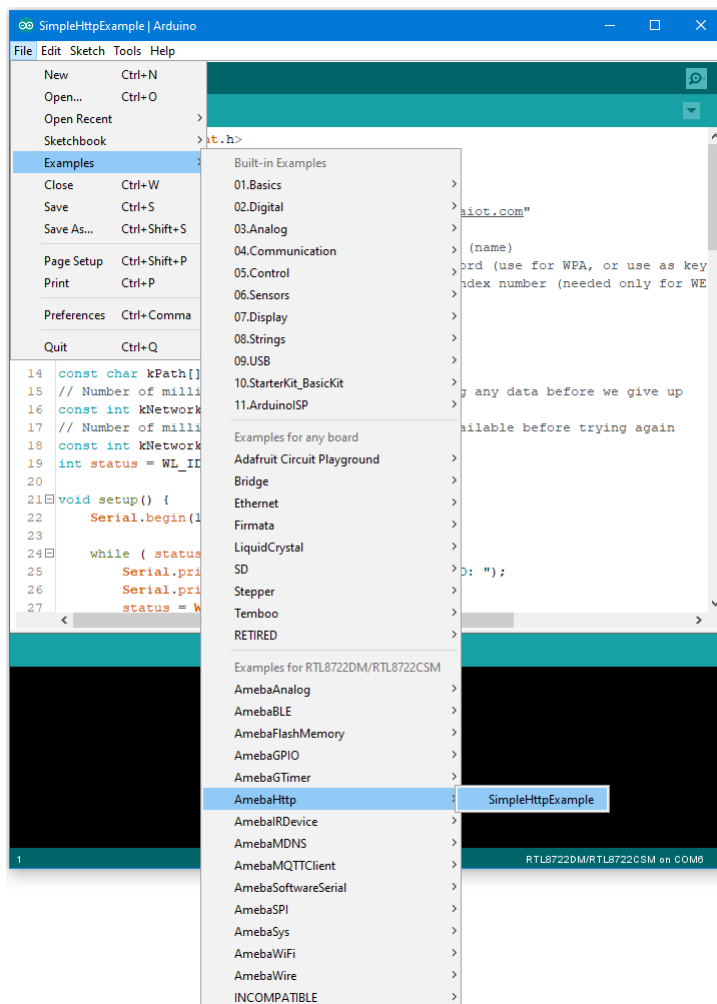 SimpleHttpExample | Arduino
File Edit Sketch Tools Help
New Ctrl+N
Open... Ctrl+O
Open Recent
Sketchbook
Examples
Close Ctrl+W
Save Ctrl+S
Save As... Ctrl+Shift+S
Page Setup Ctrl+Shift+P
Print Ctrl+P
Preferences Ctrl+Comma
Quit Ctrl+Q
Built-in Examples
01.Basics
02.Digital
03.Analog
04.Communication
05.Control
06.Sensors
07.Display
08.Strings
09.USB
10.StarterKit_BasicKit
11.ArduinoISP
Examples for any board
Adafruit Circuit Playground
Bridge
Ethernet
Firmata
LiquidCrystal
SD
Stepper
Temboo
RETIRED
Examples for RTL8722DM/RTL8722CSM
AmebaAnalog
AmebaBLE
AmebaFlashMemory
AmebaGPIO
AmebaGTimer
AmebaHttp
AmebaIRDevice
AmebaMDNS
AmebaMQTTClient
AmebaSoftwareSerial
AmebaSPI
AmebaSys
AmebaWiFi
AmebaWire
INCOMPATIBLE
SimpleHttpExample
nt.h>
aiot.com"
(name)
ord (use for WPA, or use as key
ndex number (needed only for WE
14 const char kPath[]
15 // Number of milli g any data before we give up
16 const int kNetwork
17 // Number of milli ailable before trying again
18 const int kNetwork
19 int status = WL_ID
20
21 void setup() {
22 Serial.begin(1
23
24 while ( status
25 Serial.pri D: ");
26 Serial.pri
27 status = W
1 RTL8722DM/RTL8722CSM on COM6